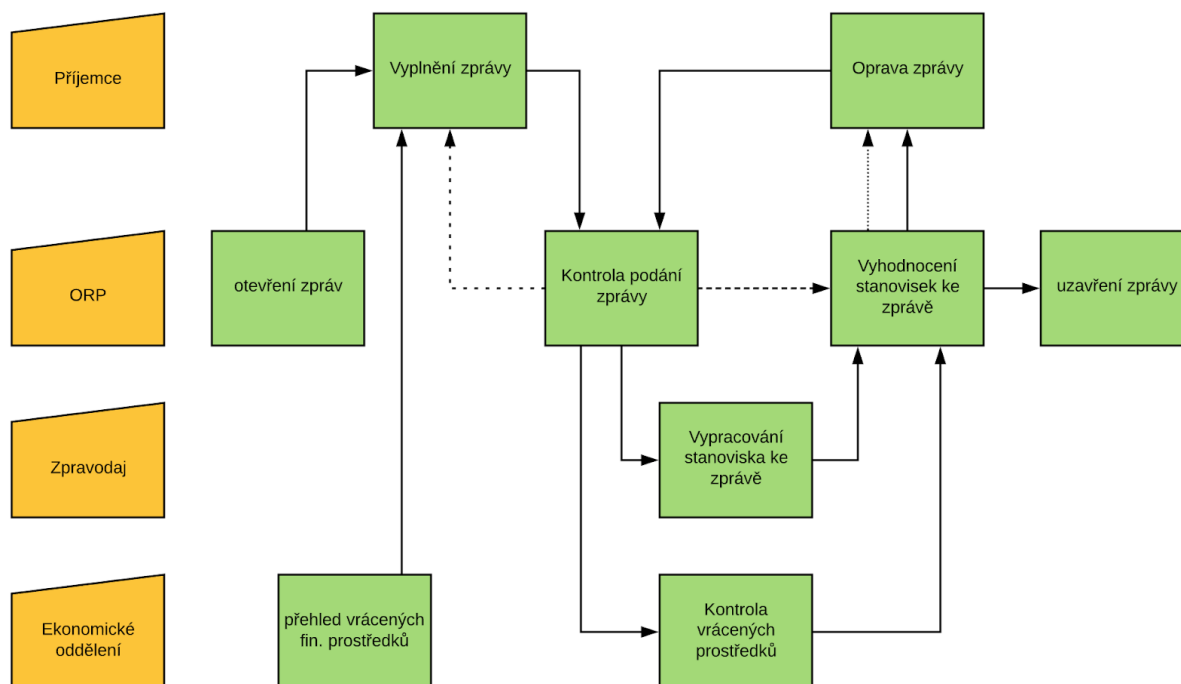 Příjemce
Vyplnění zprávy
Oprava zprávy
ORP
otevření zpráv
Kontrola podání
zprávy
Vyhodnocení
stanovisek ke
zprávě
uzavření zprávy
Zpravodaj
Vypracování
stanoviska ke
zprávě
Ekonomické
oddělení
přehled vrácených
fin. prostředků
Kontrola
vrácených
prostředků